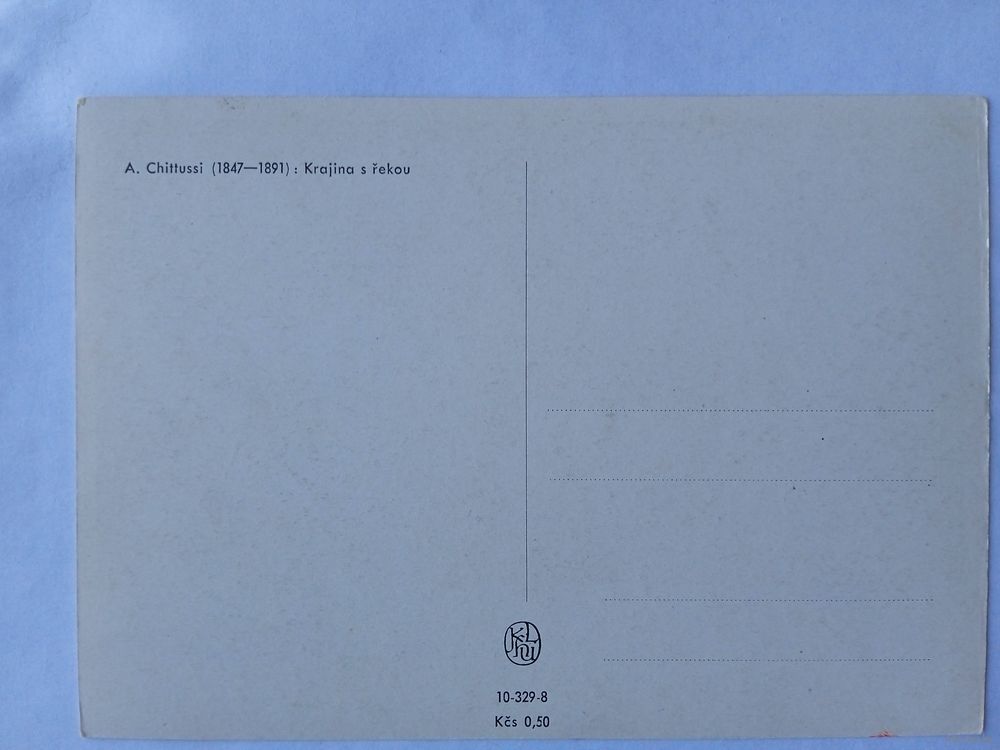 A. Chittussi (1847—1891) : Krajina s řekou
10-329-8
Kčs 0,50